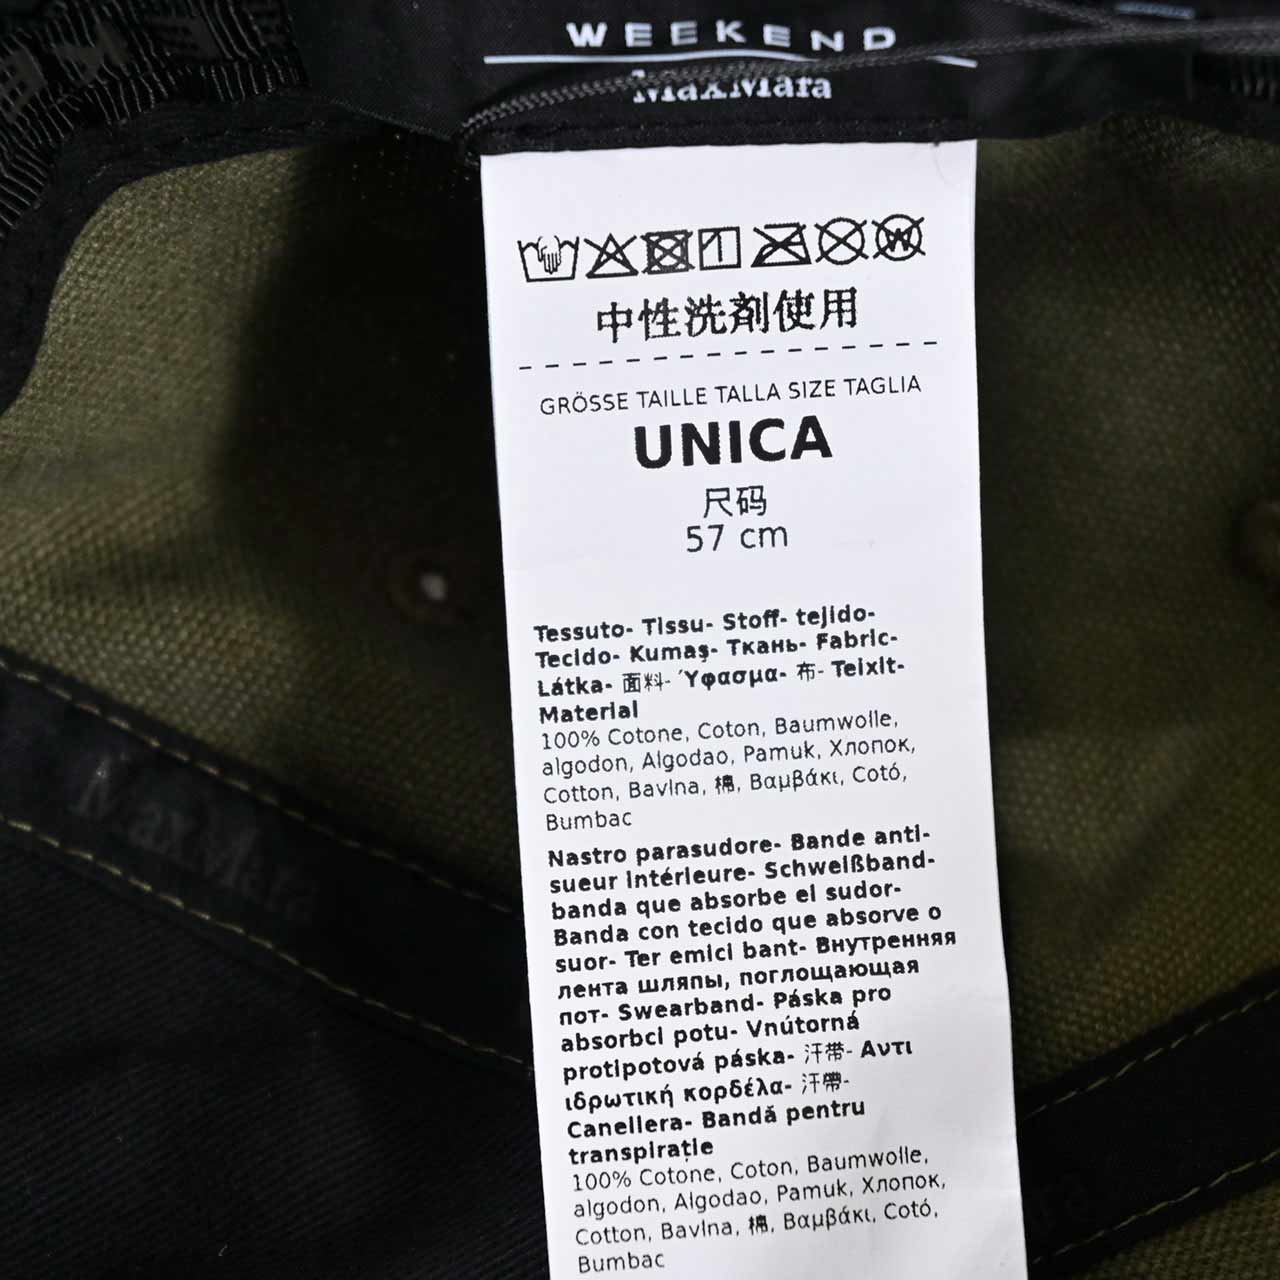 WEEKEND
MaxMara
中性洗剤使用
GRÖSSE TAILLE TALLA SIZE TAGLIA
UNICA
尺码
57 cm
Tessuto- Tissu- Stoff- tejido-
Tecido- Kumaş- Ткань- Fabric-
Látka- 面料- Ύφασμα- 布- Teixit-
Material
100% Cotone, Coton, Baumwolle,
algodon, Algodao, Pamuk, Хлопок,
Cotton, Bavlna, 棉, Βαμβάκι, Cotó,
Bumbac
Nastro parasudore- Bande anti-
sueur intérieure- Schweißband-
banda que absorbe el sudor-
Banda con tecido que absorve o
suor- Ter emici bant- Внутренняя
лента шляпы, поглощающая
пот- Swearband- Páska pro
absorbci potu- Vnútorná
protipotová páska- 汗带- Αντι
ιδρωτική κορδέλα- 汗帶-
Canellera- Bandă pentru
transpirație
100% Cotone, Coton, Baumwolle,
algodon, Algodao, Pamuk, Хлопок,
Cotton, Bavlna, 棉, Βαμβάκι, Cotó,
Bumbac
MaxMara